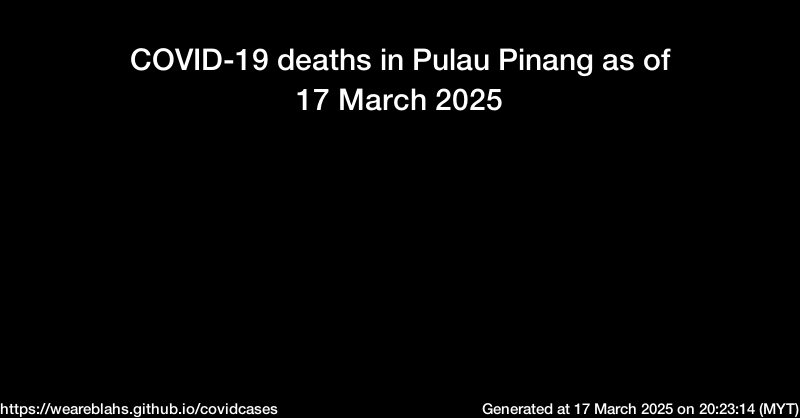 COVID-19 deaths in Pulau Pinang as of
17 March 2025
https://weareblahs.github.io/covidcases
Generated at 17 March 2025 on 20:23:14 (MYT)